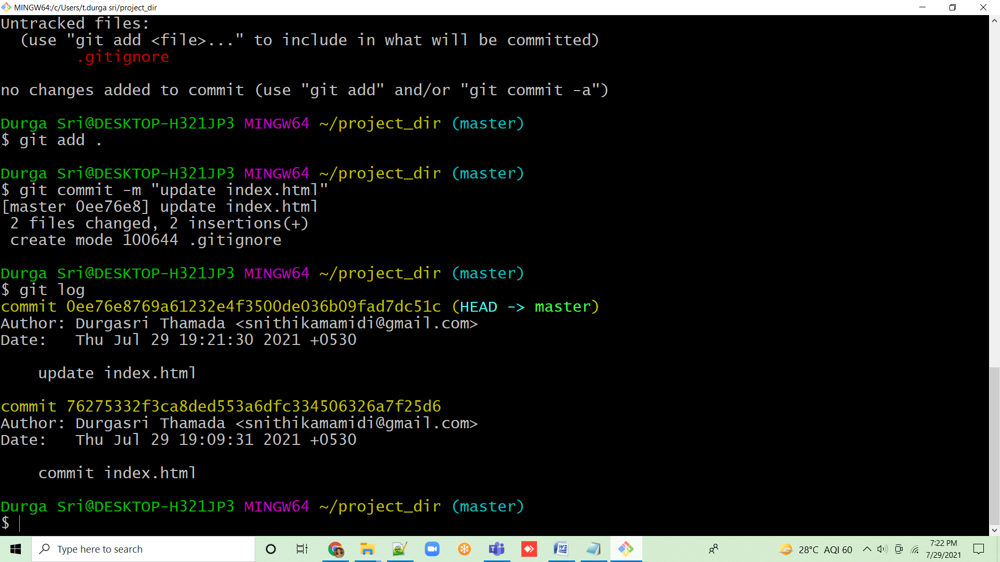 MINGW64:/c/Users/t.durga sri/project_dir
Untracked files:
  (use "git add <file>..." to include in what will be committed)
        .gitignore
no changes added to commit (use "git add" and/or "git commit -a")
Durga Sri@DESKTOP-H321JP3 MINGW64 ~/project_dir (master)
$ git add .
Durga Sri@DESKTOP-H321JP3 MINGW64 ~/project_dir (master)
$ git commit -m "update index.html"
[master 0ee76e8] update index.html
 2 files changed, 2 insertions(+)
 create mode 100644 .gitignore
Durga Sri@DESKTOP-H321JP3 MINGW64 ~/project_dir (master)
$ git log
commit 0ee76e8769a61232e4f3500de036b09fad7dc51c (HEAD -> master)
Author: Durgasri Thamada <snithikamamidi@gmail.com>
Date:   Thu Jul 29 19:21:30 2021 +0530
    update index.html
commit 76275332f3ca8ded553a6dfc334506326a7f25d6
Author: Durgasri Thamada <snithikamamidi@gmail.com>
Date:   Thu Jul 29 19:09:31 2021 +0530
    commit index.html
Durga Sri@DESKTOP-H321JP3 MINGW64 ~/project_dir (master)
$
Type here to search
28°C AQI 60
7:22 PM
7/29/2021